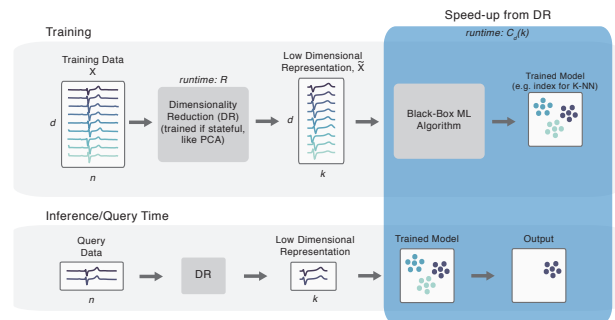 Speed-up from DR
runtime: C_d(k)
Training
Training Data
X
d
n
runtime: R
Dimensionality
Reduction (DR)
(trained if stateful,
like PCA)
Low Dimensional
Representation, X̃
d
k
Black-Box ML
Algorithm
Trained Model
(e.g. index for K-NN)
Inference/Query Time
Query
Data
n
DR
Low Dimensional
Representation
k
Trained Model
Output